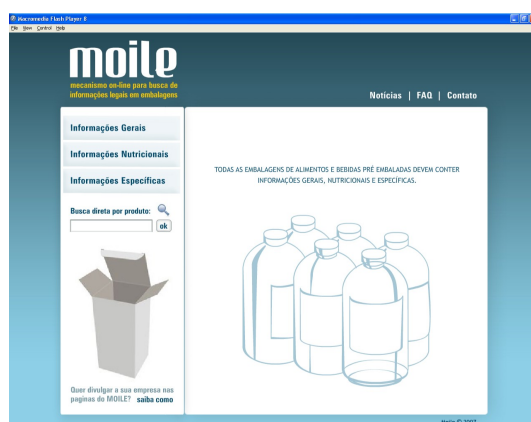 Macromedia Flash Player 8
File View Control Help
moile
mecanismo on-line para busca de
informações legais em embalagens
Notícias | FAQ | Contato
Informações Gerais
Informações Nutricionais
Informações Específicas
Busca direta por produto:
ok
TODAS AS EMBALAGENS DE ALIMENTOS E BEBIDAS PRÉ EMBALADAS DEVEM CONTER
INFORMAÇÕES GERAIS, NUTRICIONAIS E ESPECÍFICAS.
Quer divulgar a sua empresa nas
paginas do MOILE? saiba como